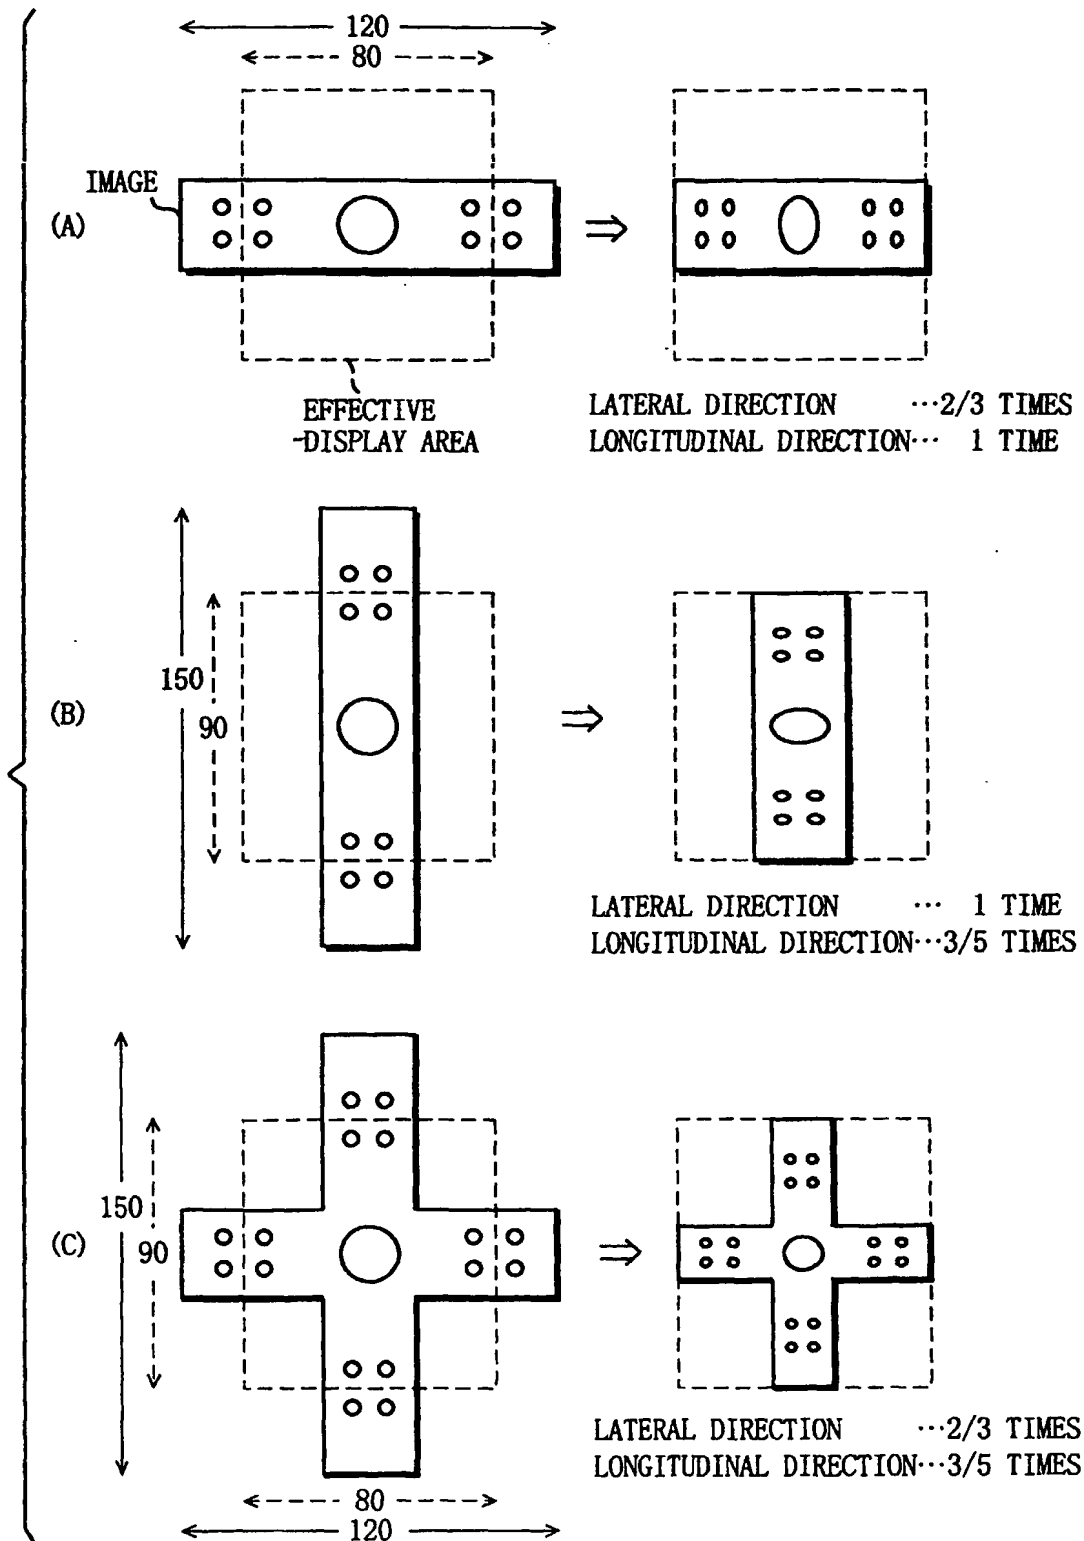 120
80
IMAGE
(A)
EFFECTIVE
DISPLAY AREA
LATERAL DIRECTION …2/3 TIMES
LONGITUDINAL DIRECTION… 1 TIME
150
90
(B)
LATERAL DIRECTION … 1 TIME
LONGITUDINAL DIRECTION…3/5 TIMES
150
90
(C)
LATERAL DIRECTION …2/3 TIMES
LONGITUDINAL DIRECTION…3/5 TIMES
80
120